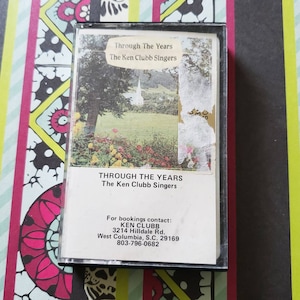 Through The Years
The Ken Clubb Singers
THROUGH THE YEARS
The Ken Clubb Singers
For bookings contact:
KEN CLUBB
3214 Hilldale Rd.
West Columbia, S.C. 29169
803-796-0682